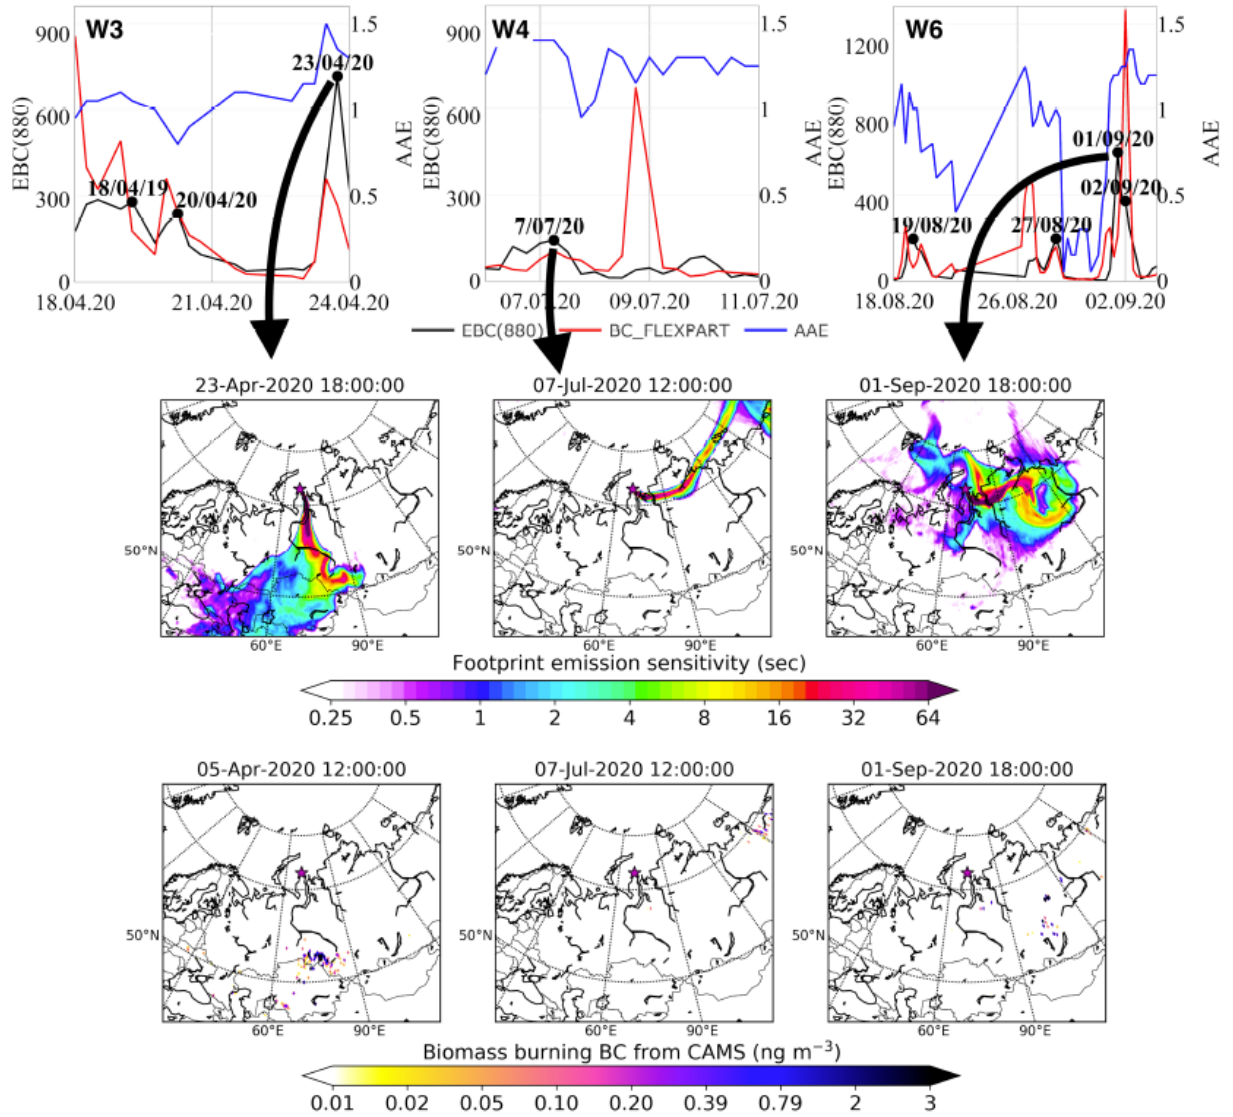 W3
900
600
300
0
EBC(880)
1.5
1
0.5
0
AAE
18/04/19
20/04/20
23/04/20
18.04.20 21.04.20 24.04.20
W4
900
600
300
0
EBC(880)
1.5
1
0.5
0
AAE
7/07/20
09.07.20 11.07.20
W6
1200
800
400
0
EBC(880)
1.5
1
0.5
0
AAE
19/08/20
27/08/20
01/09/20
02/09/20
18.08.20 26.08.20 02.09.20
EBC(880) BC_FLEXPART AAE
23-Apr-2020 18:00:00 07-Jul-2020 12:00:00 01-Sep-2020 18:00:00
50°N 50°N 50°N
60°E 90°E 60°E 90°E 60°E 90°E
Footprint emission sensitivity (sec)
0.25 0.5 1 2 4 8 16 32 64
05-Apr-2020 12:00:00 07-Jul-2020 12:00:00 01-Sep-2020 18:00:00
50°N 50°N 50°N
60°E 90°E 60°E 90°E 60°E 90°E
Biomass burning BC from CAMS (ng m⁻³)
0.01 0.02 0.05 0.10 0.20 0.39 0.79 2 3